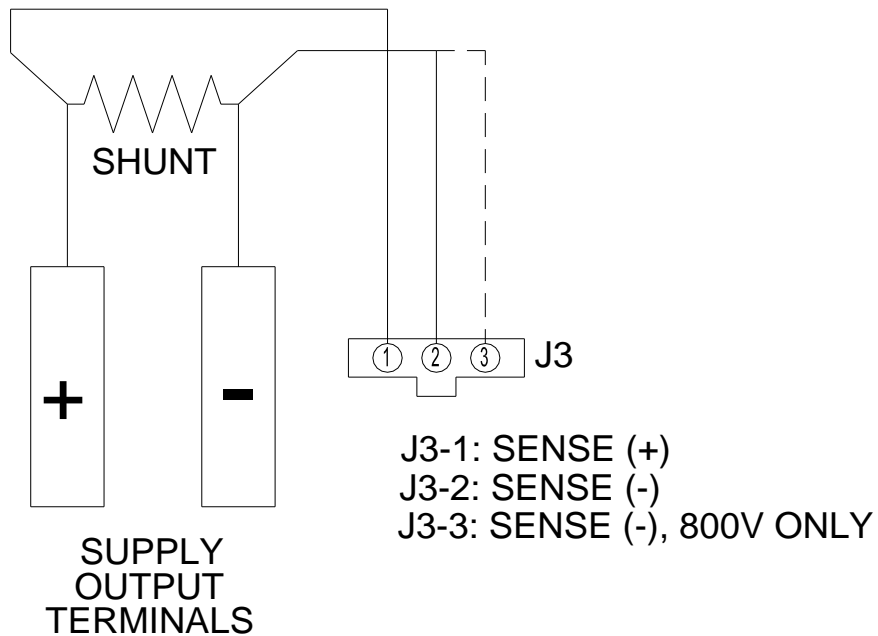 SHUNT
+
-
1 2 3 J3
J3-1: SENSE (+)
J3-2: SENSE (-)
J3-3: SENSE (-), 800V ONLY
SUPPLY
OUTPUT
TERMINALS